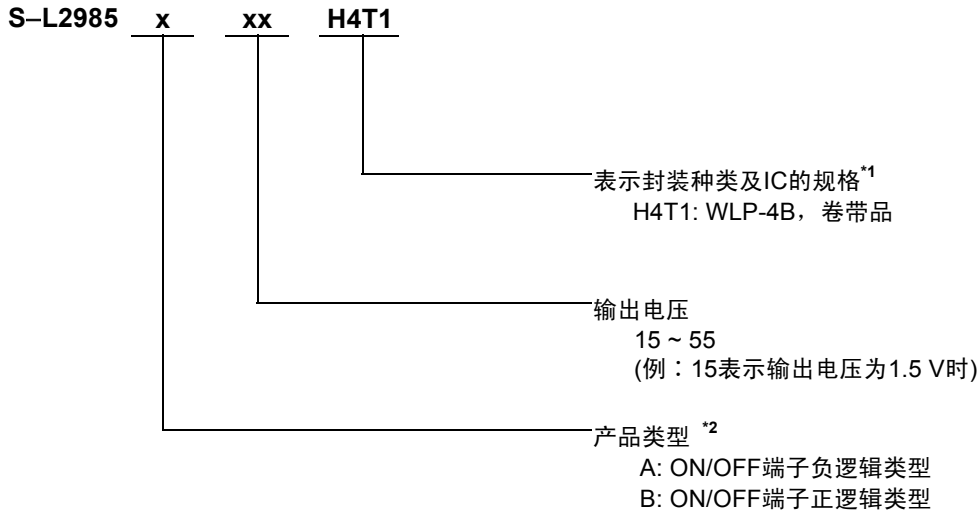 S–L2985 x xx H4T1
表示封装种类及IC的规格*1
H4T1: WLP-4B，卷带品
输出电压
15 ~ 55
(例：15表示输出电压为1.5 V时)
产品类型 *2
A: ON/OFF端子负逻辑类型
B: ON/OFF端子正逻辑类型